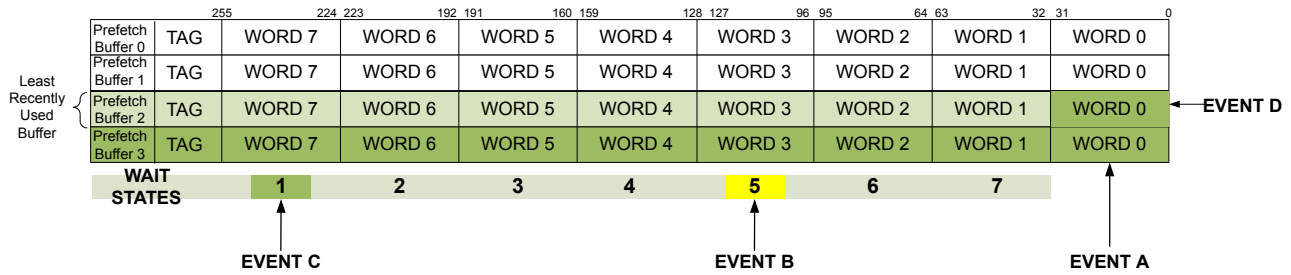 255 224 223 192 191 160 159 128 127 96 95 64 63 32 31 0
Prefetch
Buffer 0 TAG WORD 7 WORD 6 WORD 5 WORD 4 WORD 3 WORD 2 WORD 1 WORD 0
Prefetch
Buffer 1 TAG WORD 7 WORD 6 WORD 5 WORD 4 WORD 3 WORD 2 WORD 1 WORD 0
Least
Recently
Used
Buffer
Prefetch
Buffer 2 TAG WORD 7 WORD 6 WORD 5 WORD 4 WORD 3 WORD 2 WORD 1 WORD 0 EVENT D
Prefetch
Buffer 3 TAG WORD 7 WORD 6 WORD 5 WORD 4 WORD 3 WORD 2 WORD 1 WORD 0
WAIT
STATES 1 2 3 4 5 6 7
EVENT C EVENT B EVENT A